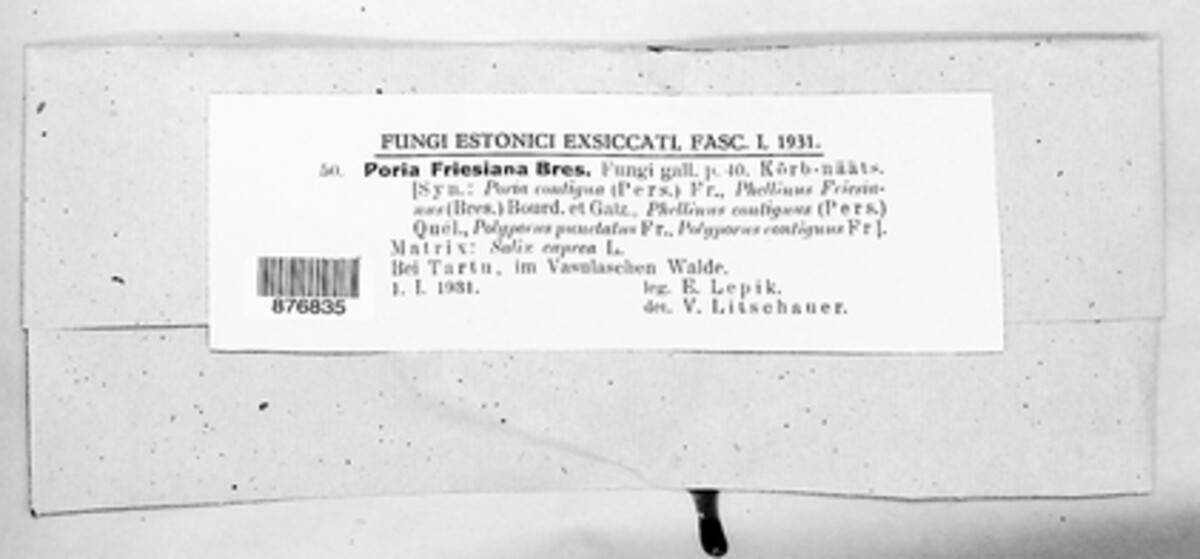 FUNGI ESTONICI EXSICCATI, FASC. I, 1931.
50. Poria Friesiana Bres. Fungi gall. p. 40. Kõrb-nääts.
[Syn.: Poria contigua (Pers.) Fr., Phellinus Friesia-
nus (Bres.) Bourd. et Galz., Phellinus contiguus (Pers.)
Quél., Polyporus punctatus Fr., Polyporus contiguus Fr].
Matrix: Salix caprea L.
Bei Tartu, im Vasulaschen Walde.
1. I. 1931. leg. E. Lepik.
det. V. Litschauer.
876835